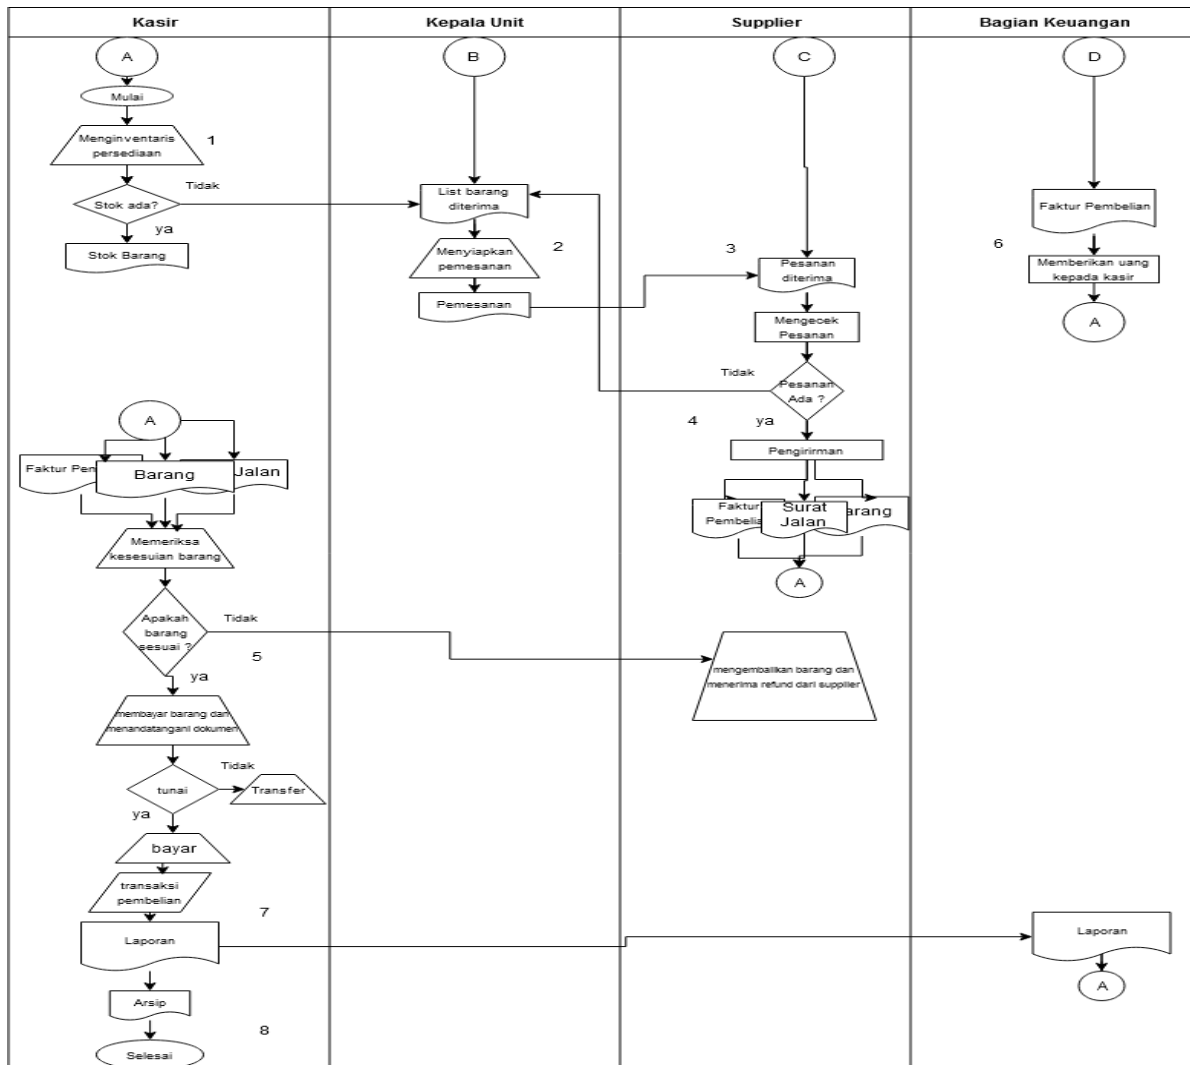 Kasir
Kepala Unit
Supplier
Bagian Keuangan
A
B
C
D
Mulai
Menginventaris
persediaan
1
Stok ada?
Tidak
ya
Stok Barang
List barang
diterima
2
Menyiapkan
pemesanan
Pemesanan
3
Pesanan
diterima
Mengecek
Pesanan
Tidak
Pesanan
Ada ?
4
ya
Pengirirman
Faktur
Surat
Jalan
A
Faktur Pembelian
6
Memberikan uang
kepada kasir
A
A
Faktur
Barang
Jalan
Memeriksa
kesesuian barang
Apakah
barang
sesuai ?
Tidak
5
ya
mengembalikan barang dan
menerima refund dari supplier
membayar barang dan
menandatangani dokumen
tunai
Tidak
Transfer
ya
bayar
transaksi
pembelian
7
Laporan
Laporan
A
Arsip
8
Selesai